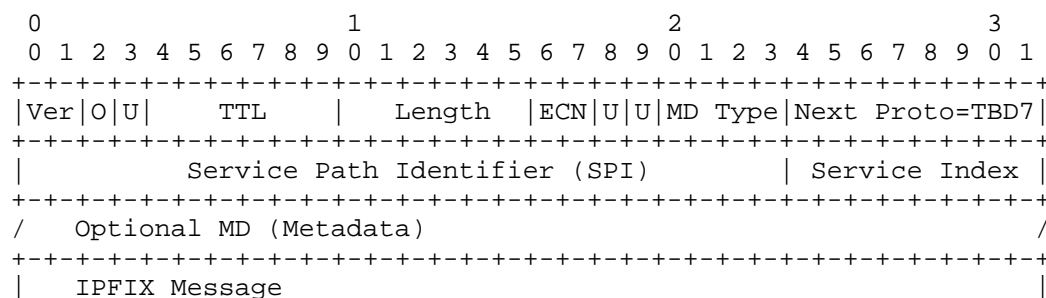 0                   1                   2                   3
 0 1 2 3 4 5 6 7 8 9 0 1 2 3 4 5 6 7 8 9 0 1 2 3 4 5 6 7 8 9 0 1
+-+-+-+-+-+-+-+-+-+-+-+-+-+-+-+-+-+-+-+-+-+-+-+-+-+-+-+-+-+-+-+-+
|Ver|O|U|    TTL    |   Length  |ECN|U|U|MD Type|Next Proto=TBD7|
+-+-+-+-+-+-+-+-+-+-+-+-+-+-+-+-+-+-+-+-+-+-+-+-+-+-+-+-+-+-+-+-+
|          Service Path Identifier (SPI)        | Service Index |
+-+-+-+-+-+-+-+-+-+-+-+-+-+-+-+-+-+-+-+-+-+-+-+-+-+-+-+-+-+-+-+-+
/   Optional MD (Metadata)                                      /
+-+-+-+-+-+-+-+-+-+-+-+-+-+-+-+-+-+-+-+-+-+-+-+-+-+-+-+-+-+-+-+-+
|   IPFIX Message                                               |